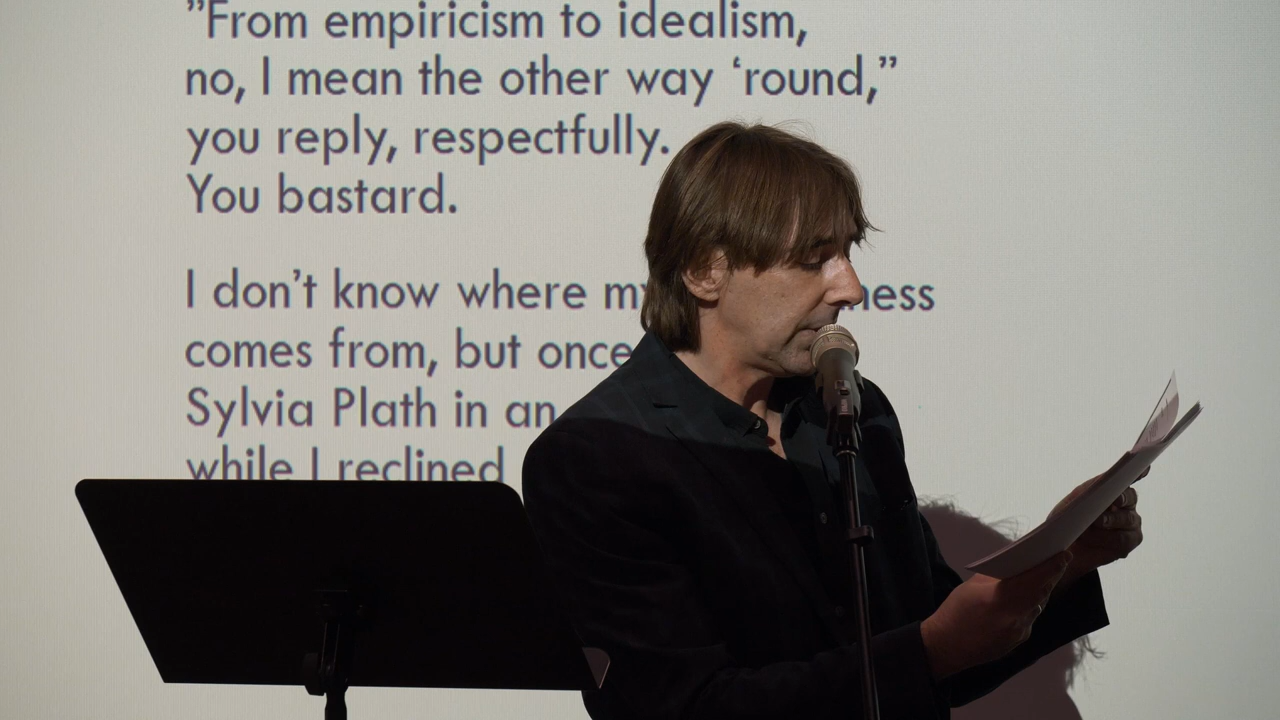 ”From empiricism to idealism,
no, I mean the other way ‘round,”
you reply, respectfully.
You bastard.
I don’t know where my
comes from, but once
Sylvia Plath in an
while I reclined